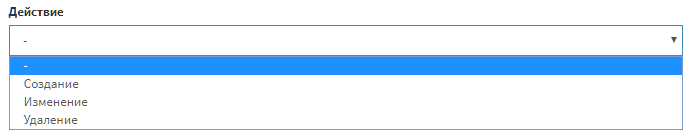 Действие
-
-
Создание
Изменение
Удаление